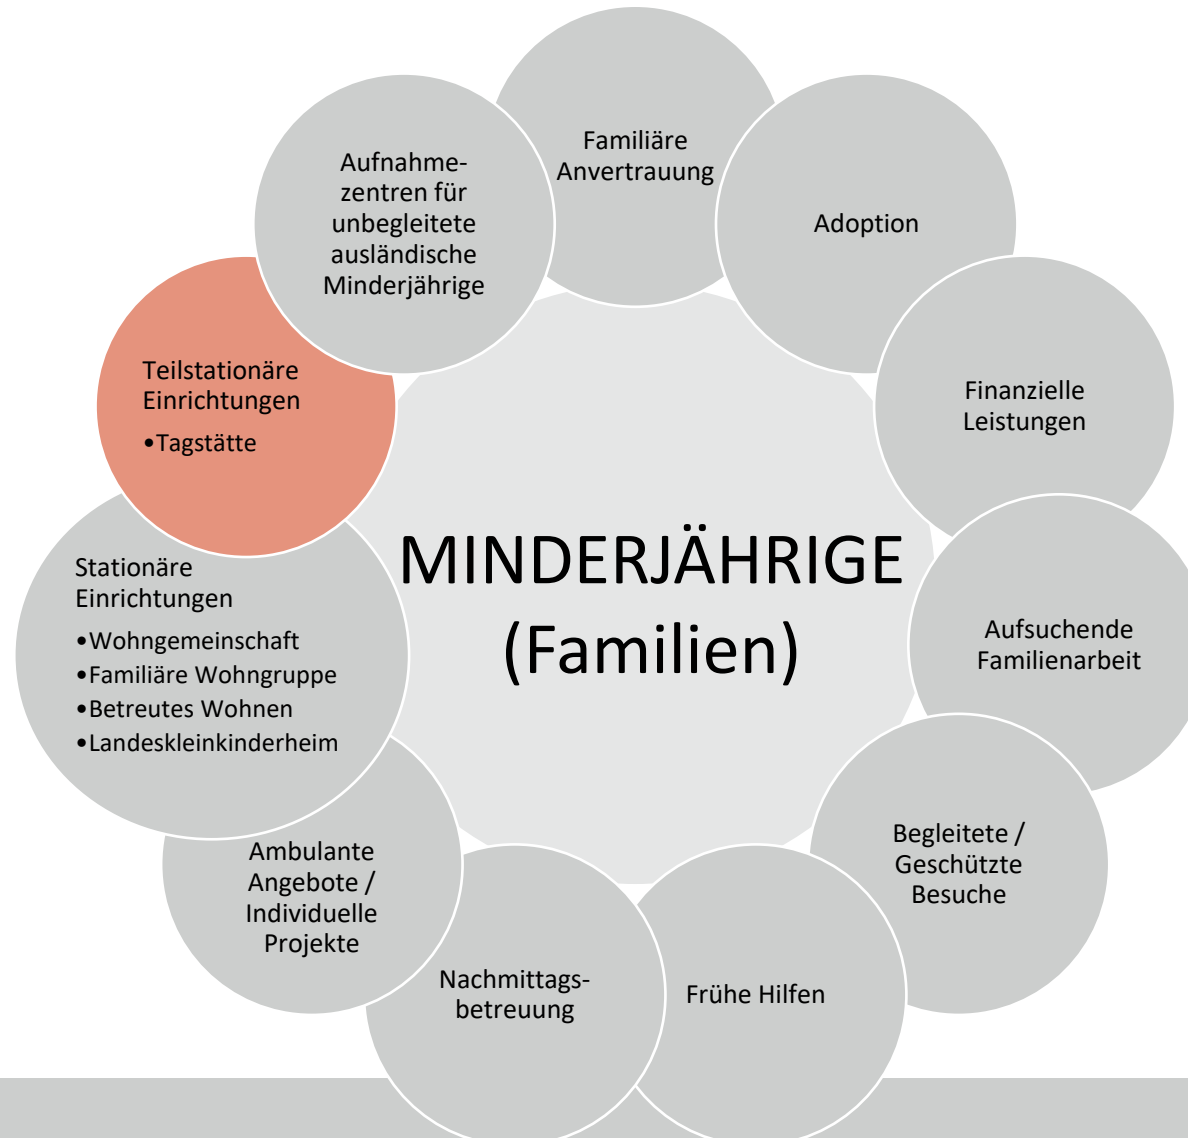 Familiäre
Anvertrauung
Adoption
Finanzielle
Leistungen
Aufsuchende
Familienarbeit
Begleitete /
Geschützte
Besuche
Frühe Hilfen
Nachmittags-
betreuung
Ambulante
Angebote /
Individuelle
Projekte
Stationäre
Einrichtungen
•Wohngemeinschaft
•Familiäre Wohngruppe
•Betreutes Wohnen
•Landeskleinkinderheim
Teilstationäre
Einrichtungen
•Tagstätte
Aufnahme-
zentren für
unbegleitete
ausländische
Minderjährige
MINDERJÄHRIGE
(Familien)